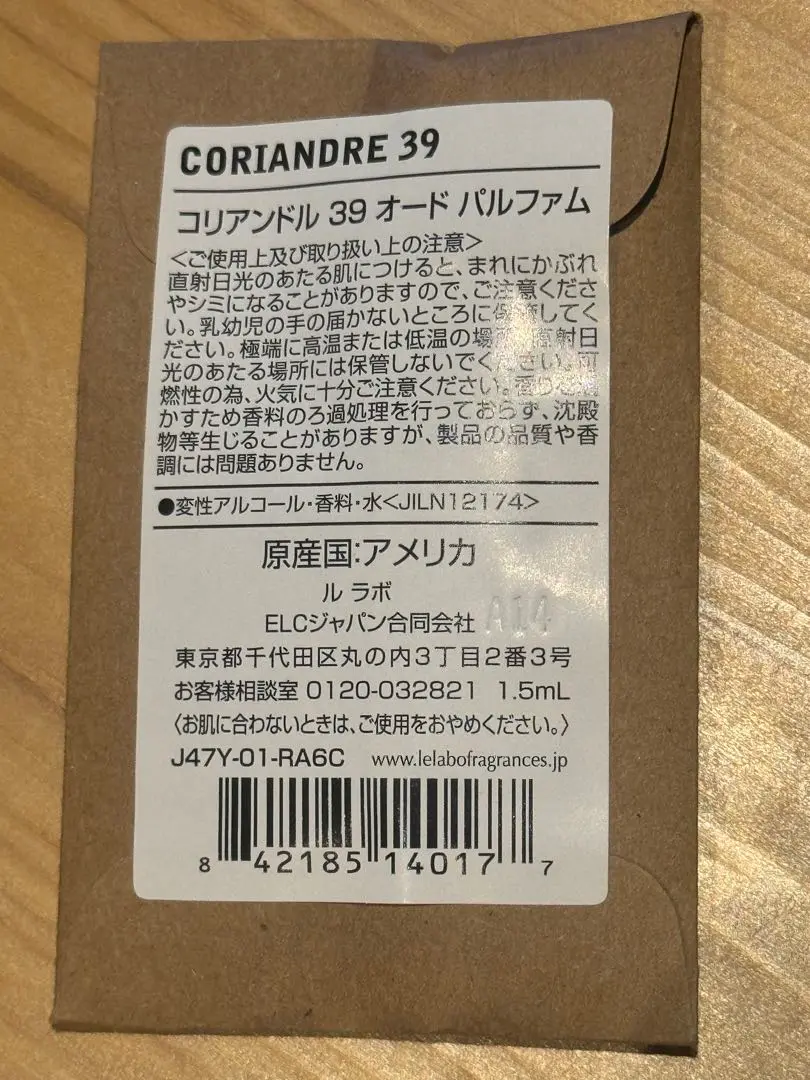 CORIANDRE 39
コリアンドル 39 オード パルファム
<ご使用上及び取り扱い上の注意>
直射日光のあたる肌につけると、まれにかぶれ
やシミになることがありますので、ご注意くださ
い。乳幼児の手の届かないところに保管してく
ださい。極端に高温または低温の場所、直射日
光のあたる場所には保管しないでください。可
燃性の為、火気に十分ご注意ください。香りを活
かすため香料のろ過処理を行っておらず、沈殿
物等生じることがありますが、製品の品質や香
調には問題ありません。
●変性アルコール・香料・水<JILN12174>
原産国:アメリカ
ル ラボ
ELCジャパン合同会社 A14
東京都千代田区丸の内3丁目2番3号
お客様相談室 0120-032821 1.5mL
〈お肌に合わないときは、ご使用をおやめください。〉
J47Y-01-RA6C www.lelabofragrances.jp
8 42185 14017 7